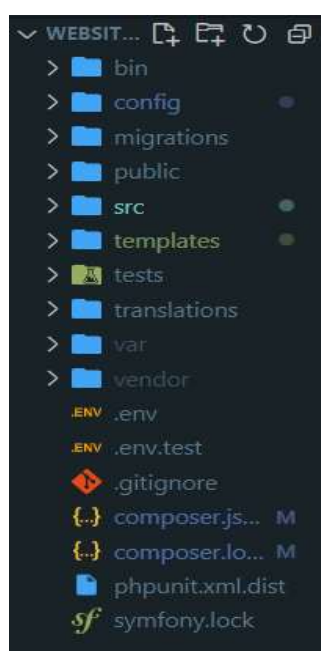 WEBSIT...
bin
config
migrations
public
src
templates
tests
translations
var
vendor
.ENV .env
.ENV .env.test
.gitignore
{..} composer.js... M
{..} composer.lo... M
phpunit.xml.dist
sf symfony.lock